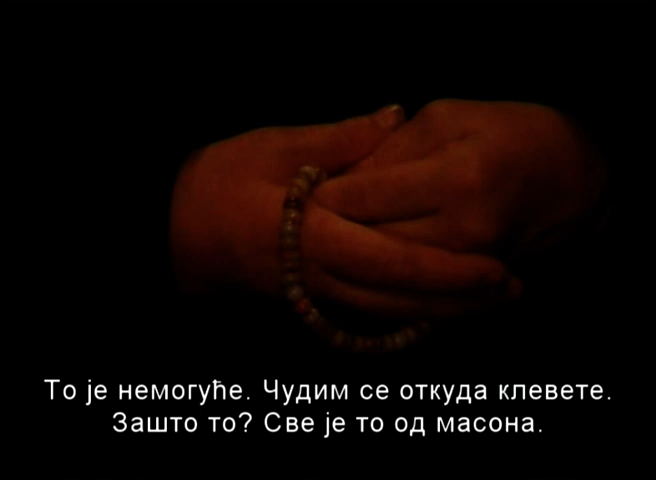 То је немогуће. Чудим се откуда клевете.
Зашто то? Све је то од масона.